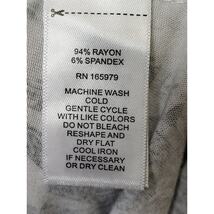 94% RAYON
6% SPANDEX
RN 165979
MACHINE WASH
COLD
GENTLE CYCLE
WITH LIKE COLORS
DO NOT BLEACH
RESHAPE AND
DRY FLAT
COOL IRON
IF NECESSARY
OR DRY CLEAN